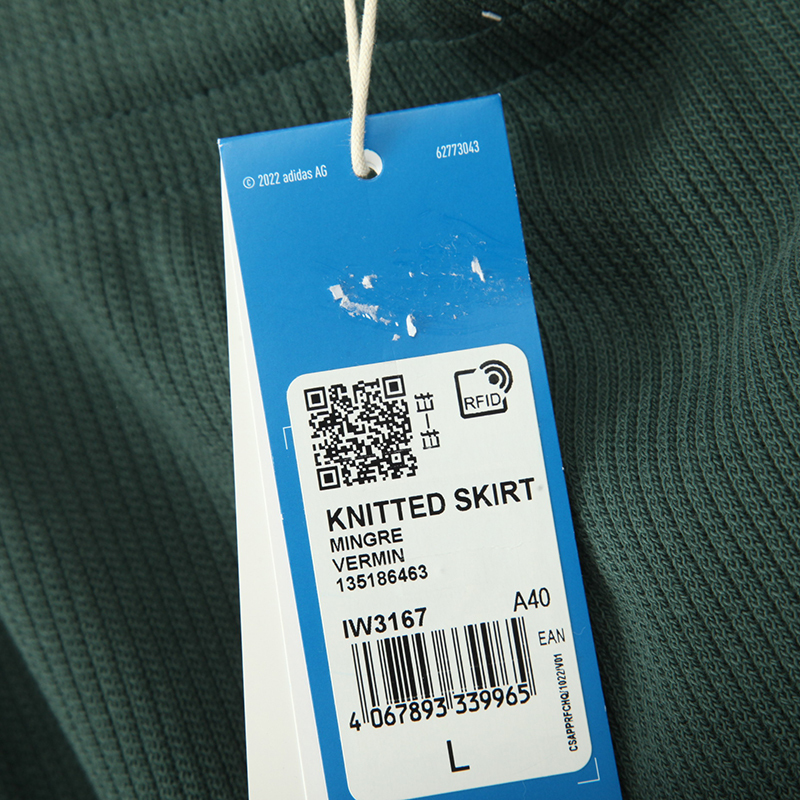 © 2022 adidas AG
62773043
RFID
KNITTED SKIRT
MINGRE
VERMIN
135186463
IW3167
A40
EAN
4 067893 339965
CSAPPRFCHQ/1022/V01
L